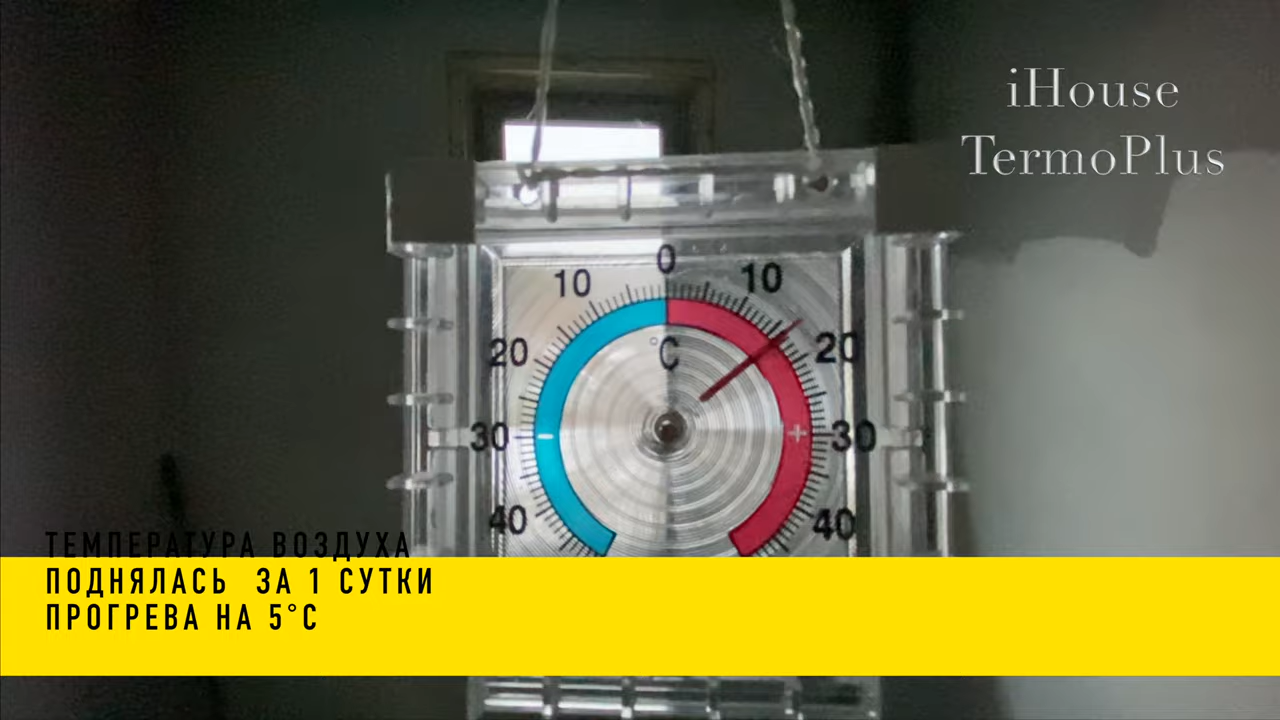 iHouse
TermoPlus
0
10 10
°C
20 20
- +
30 30
40 40
ТЕМПЕРАТУРА ВОЗДУХА
ПОДНЯЛАСЬ ЗА 1 СУТКИ
ПРОГРЕВА НА 5°С